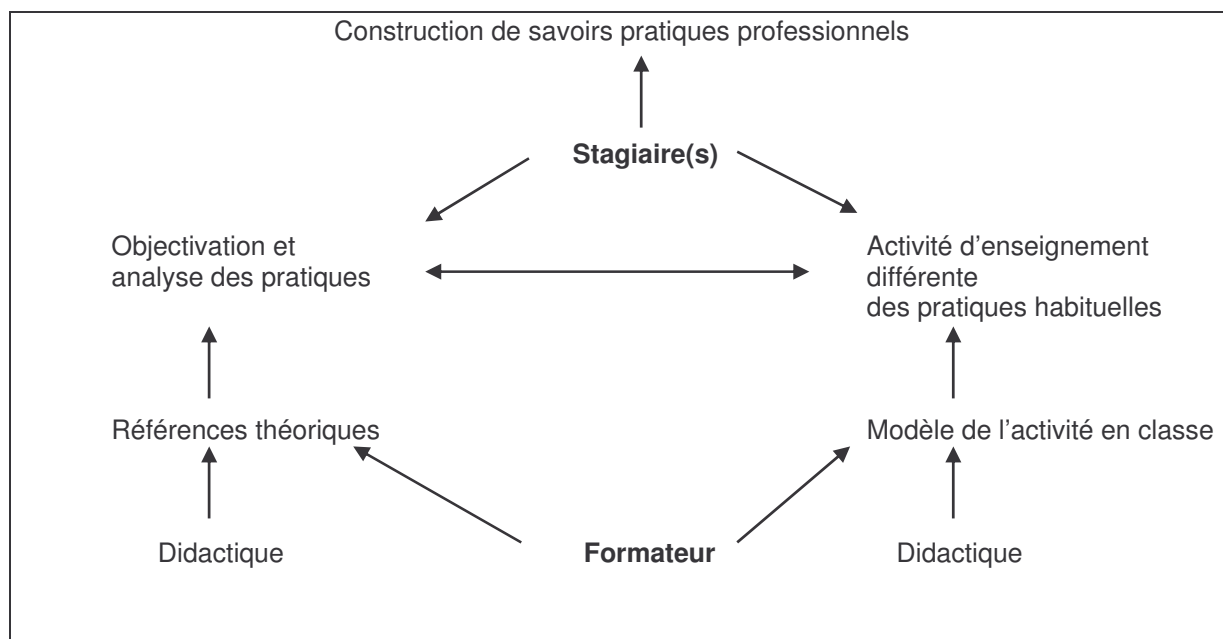 Construction de savoirs pratiques professionnels
Stagiaire(s)
Objectivation et
analyse des pratiques
Activité d'enseignement
différente
des pratiques habituelles
Références théoriques
Modèle de l'activité en classe
Didactique
Formateur
Didactique